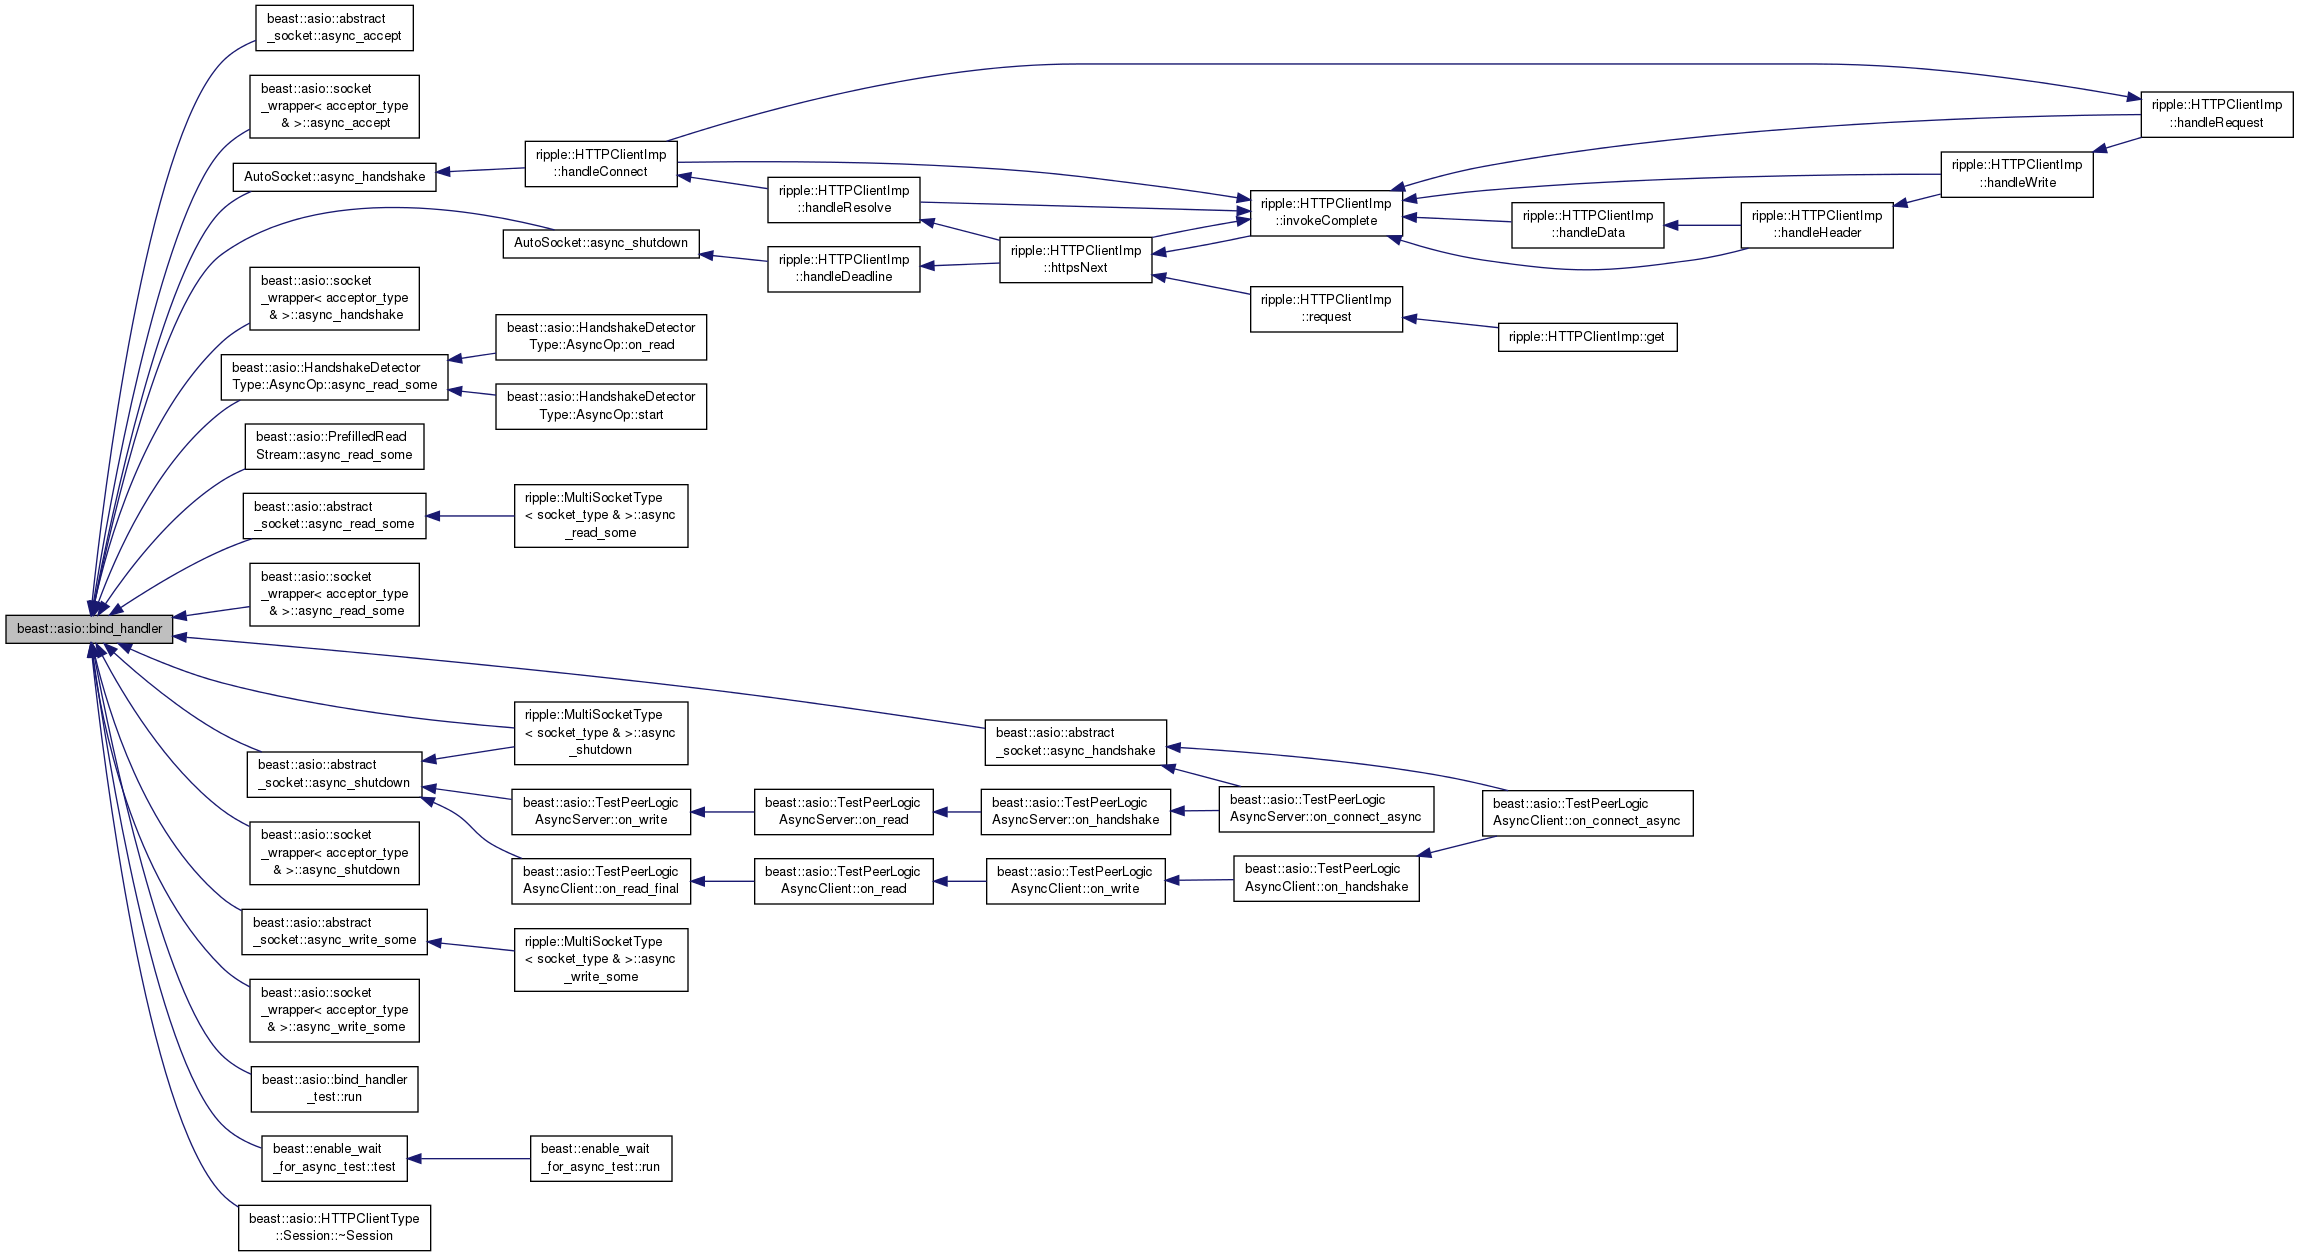 beast::asio::abstract
_socket::async_accept
beast::asio::socket
_wrapper< acceptor_type
& >::async_accept
AutoSocket::async_handshake
ripple::HTTPClientImp
::handleConnect
ripple::HTTPClientImp
::handleResolve
AutoSocket::async_shutdown
ripple::HTTPClientImp
::handleDeadline
ripple::HTTPClientImp
::httpsNext
ripple::HTTPClientImp
::invokeComplete
ripple::HTTPClientImp
::handleData
ripple::HTTPClientImp
::handleHeader
ripple::HTTPClientImp
::handleWrite
ripple::HTTPClientImp
::handleRequest
ripple::HTTPClientImp
::request
ripple::HTTPClientImp::get
beast::asio::socket
_wrapper< acceptor_type
& >::async_handshake
beast::asio::HandshakeDetector
Type::AsyncOp::async_read_some
beast::asio::HandshakeDetector
Type::AsyncOp::on_read
beast::asio::HandshakeDetector
Type::AsyncOp::start
beast::asio::PrefilledRead
Stream::async_read_some
beast::asio::abstract
_socket::async_read_some
ripple::MultiSocketType
< socket_type & >::async
_read_some
beast::asio::socket
_wrapper< acceptor_type
& >::async_read_some
beast::asio::bind_handler
ripple::MultiSocketType
< socket_type & >::async
_shutdown
beast::asio::abstract
_socket::async_handshake
beast::asio::abstract
_socket::async_shutdown
beast::asio::TestPeerLogic
AsyncServer::on_write
beast::asio::TestPeerLogic
AsyncServer::on_read
beast::asio::TestPeerLogic
AsyncServer::on_handshake
beast::asio::TestPeerLogic
AsyncServer::on_connect_async
beast::asio::TestPeerLogic
AsyncClient::on_connect_async
beast::asio::socket
_wrapper< acceptor_type
& >::async_shutdown
beast::asio::TestPeerLogic
AsyncClient::on_read_final
beast::asio::TestPeerLogic
AsyncClient::on_read
beast::asio::TestPeerLogic
AsyncClient::on_write
beast::asio::TestPeerLogic
AsyncClient::on_handshake
beast::asio::abstract
_socket::async_write_some
ripple::MultiSocketType
< socket_type & >::async
_write_some
beast::asio::socket
_wrapper< acceptor_type
& >::async_write_some
beast::asio::bind_handler
_test::run
beast::enable_wait
_for_async_test::test
beast::enable_wait
_for_async_test::run
beast::asio::HTTPClientType
::Session::~Session